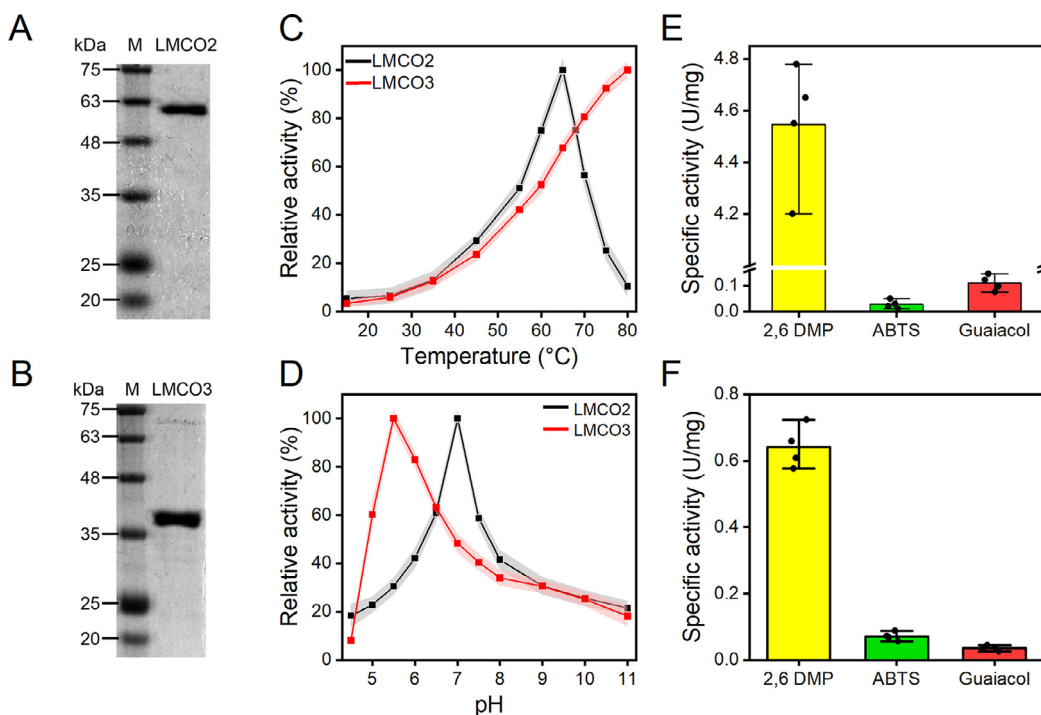 A
kDa M LMCO2
75
63
48
35
25
20
B
kDa M LMCO3
75
63
48
35
25
20
C
LMCO2
LMCO3
Relative activity (%)
100
80
60
40
20
0
20 30 40 50 60 70 80
Temperature (°C)
D
LMCO2
LMCO3
Relative activity (%)
100
80
60
40
20
0
5 6 7 8 9 10 11
pH
E
Specific activity (U/mg)
4.8
4.6
4.4
4.2
0.1
0.0
2,6 DMP ABTS Guaiacol
F
Specific activity (U/mg)
0.8
0.6
0.4
0.2
0.0
2,6 DMP ABTS Guaiacol